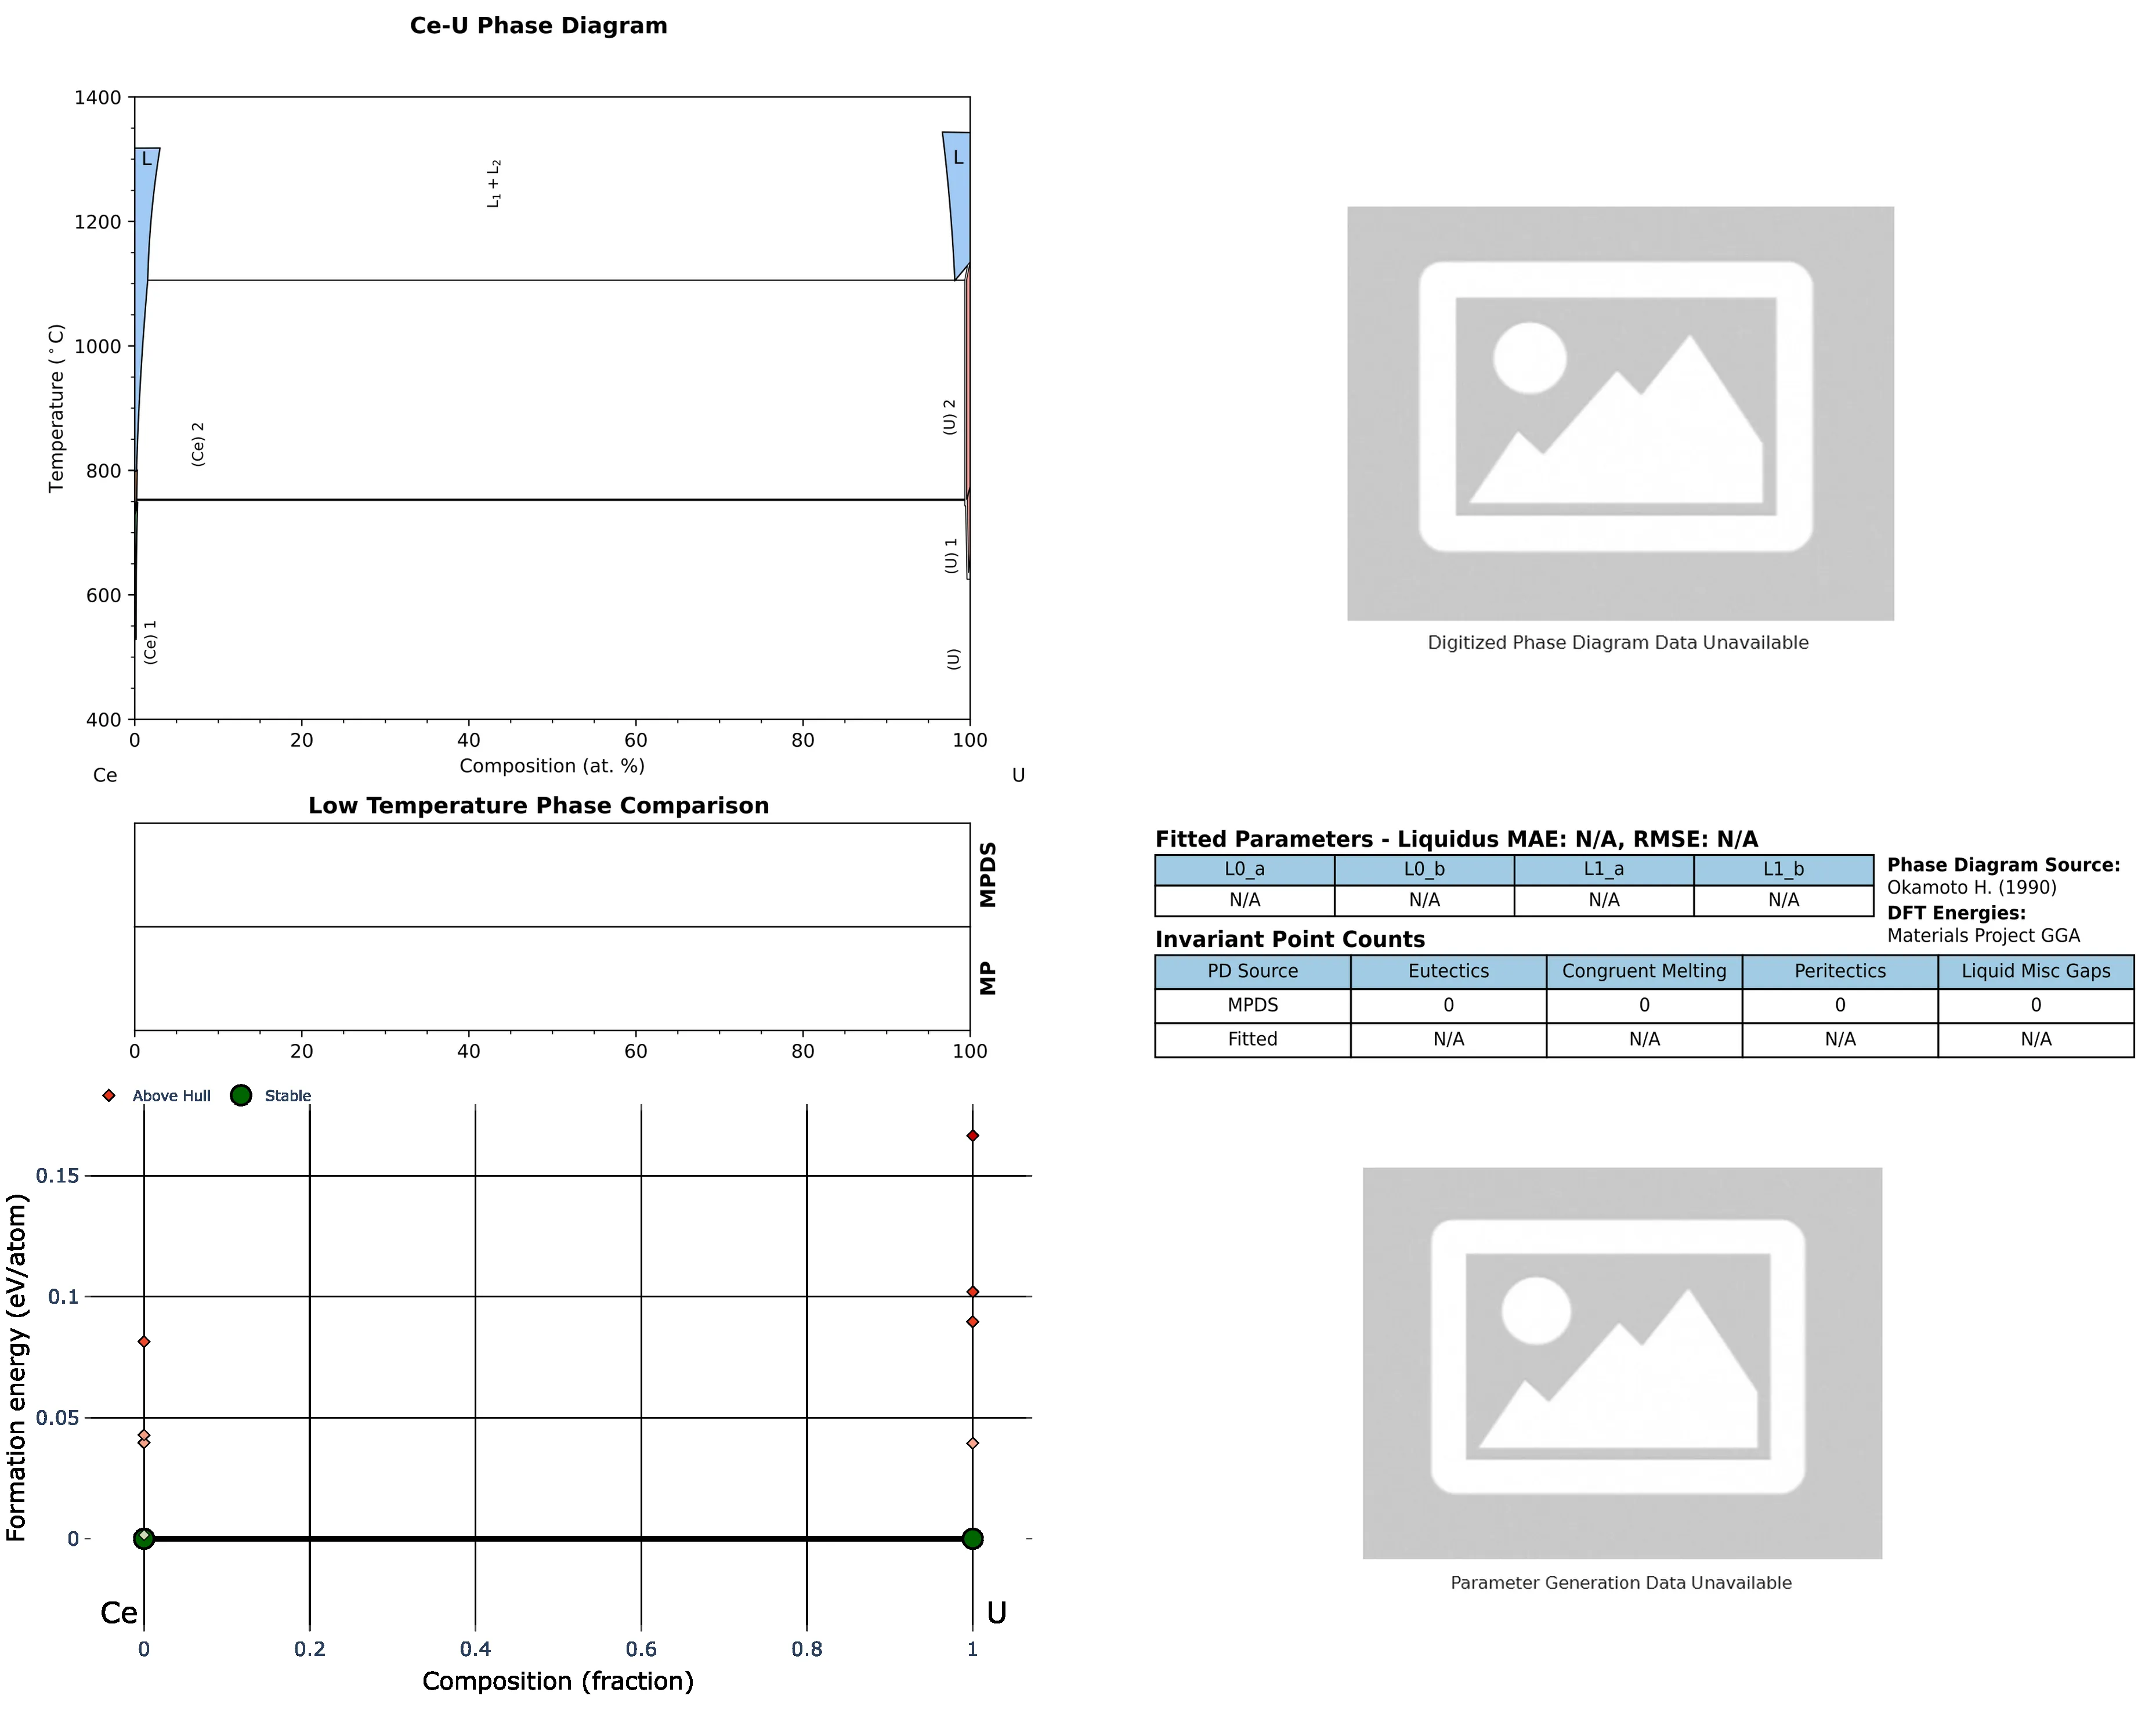 Ce-U Phase Diagram
1400
1200
1000
800
600
400
Temperature (°C)
L
L
L₁ + L₂
(Ce) 2
(Ce) 1
(U) 2
(U) 1
(U)
0 20 40 60 80 100
Composition (at. %)
Ce U
Digitized Phase Diagram Data Unavailable
Low Temperature Phase Comparison
MPDS
MP
0 20 40 60 80 100
Fitted Parameters - Liquidus MAE: N/A, RMSE: N/A
L0_a L0_b L1_a L1_b
N/A N/A N/A N/A
Phase Diagram Source:
Okamoto H. (1990)
DFT Energies:
Materials Project GGA
Invariant Point Counts
PD Source Eutectics Congruent Melting Peritectics Liquid Misc Gaps
MPDS 0 0 0 0
Fitted N/A N/A N/A N/A
Above Hull Stable
0.15
0.1
0.05
0
Formation energy (eV/atom)
Ce U
0 0.2 0.4 0.6 0.8 1
Composition (fraction)
Parameter Generation Data Unavailable